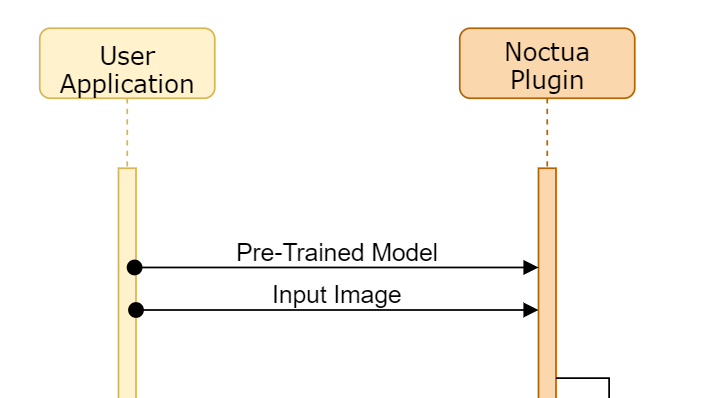 User
Application
Noctua
Plugin
Pre-Trained Model
Input Image